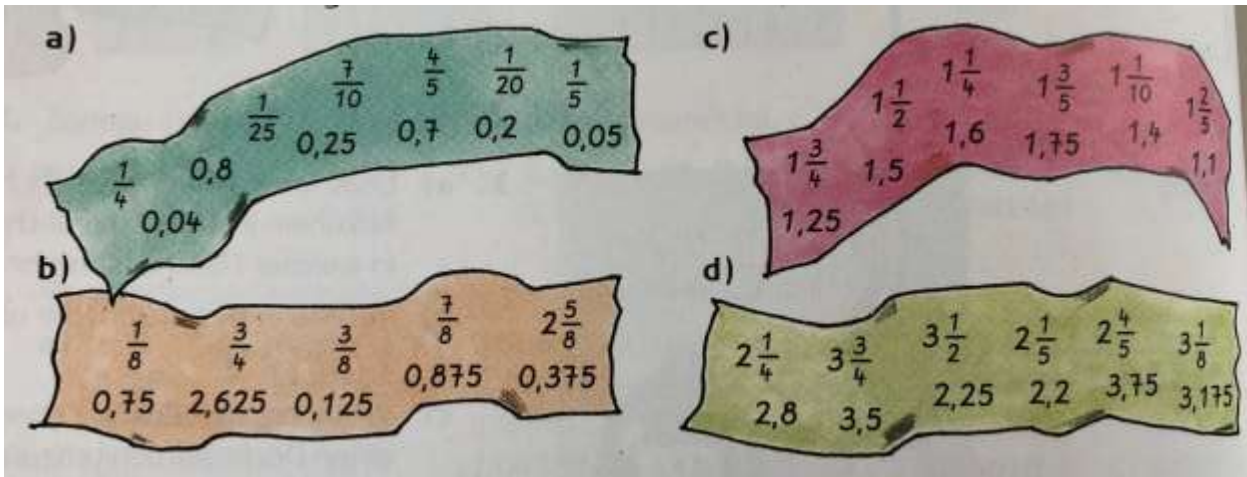 a)
1/4 1/25 7/10 4/5 1/20 1/5
0,04 0,8 0,25 0,7 0,2 0,05
b)
1/8 3/4 3/8 7/8 2 5/8
0,75 2,625 0,125 0,875 0,375
c)
1 3/4 1 1/2 1 1/4 1 3/5 1 1/10 1 2/5
1,25 1,5 1,6 1,75 1,4 1,1
d)
2 1/4 3 3/4 3 1/2 2 1/5 2 4/5 3 1/8
2,8 3,5 2,25 2,2 3,75 3,175